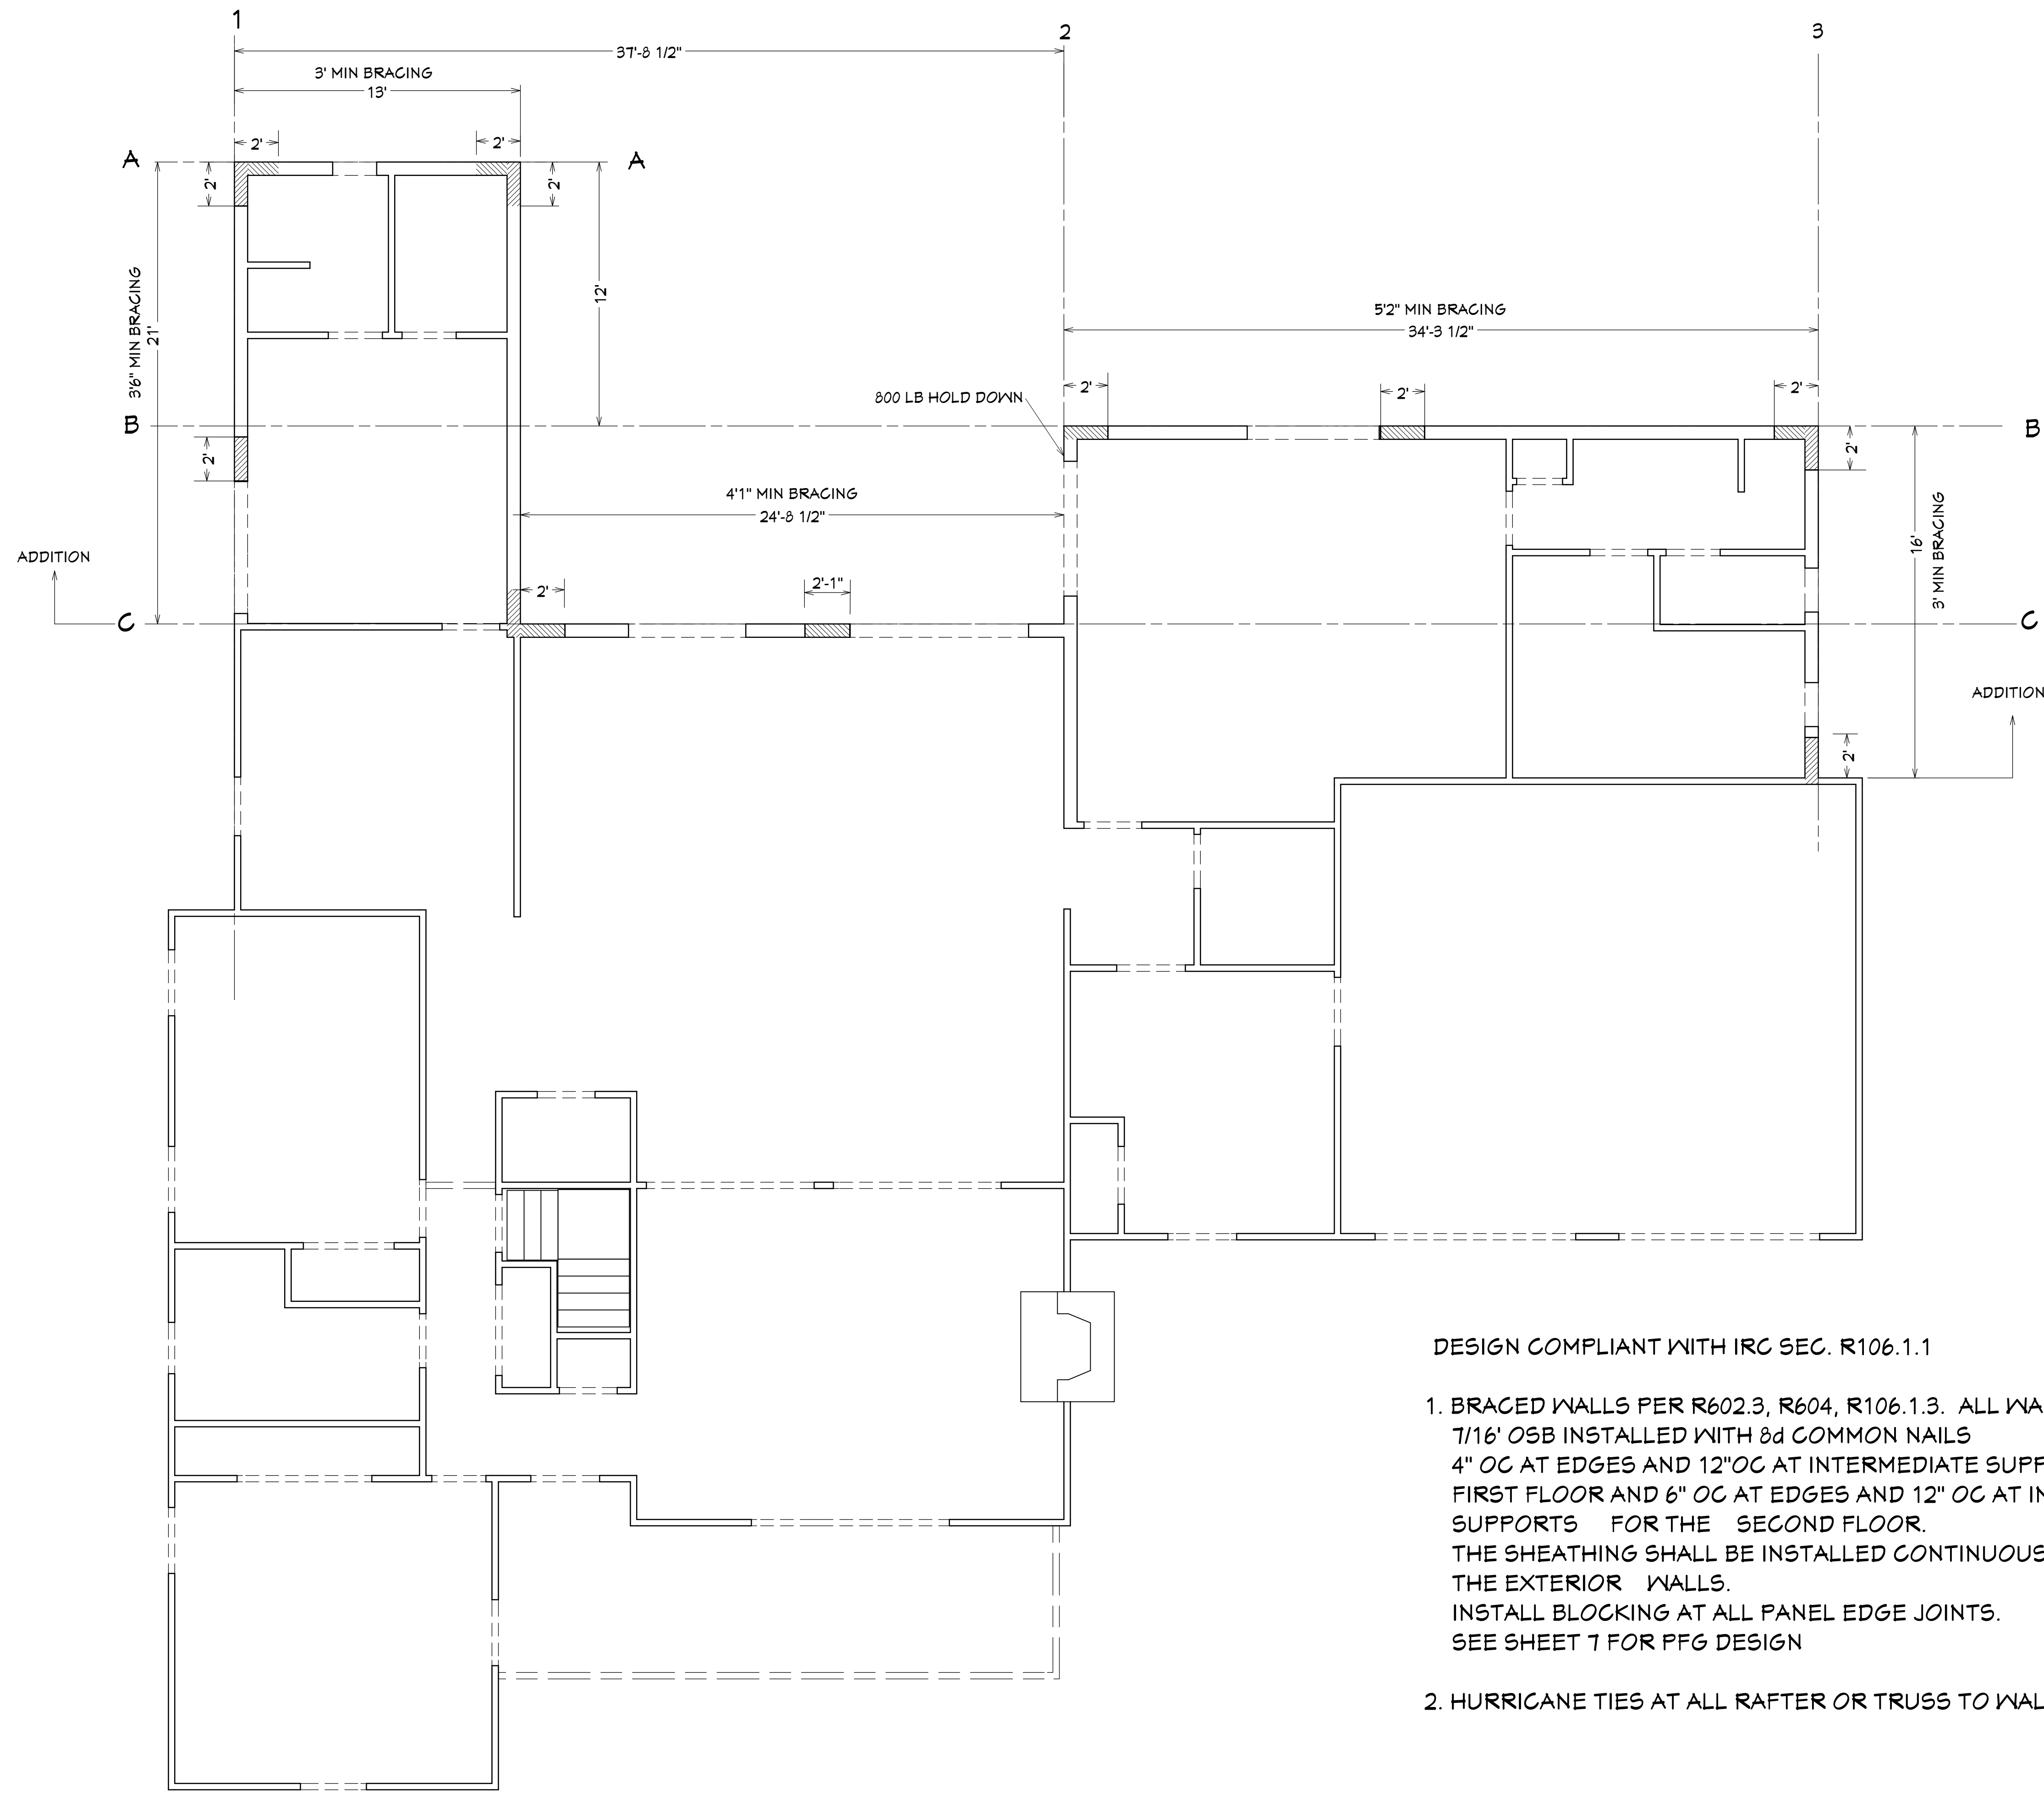 1
2
3
37'-8 1/2"
3' MIN BRACING
13'
2'
2'
A
A
2'
2'
3'6" MIN BRACING
21'
12'
5'2" MIN BRACING
34'-3 1/2"
2'
2'
2'
800 LB HOLD DOWN
B
B
2'
2'
4'1" MIN BRACING
24'-8 1/2"
16'
3' MIN BRACING
ADDITION
2'
2'-1"
C
C
ADDITION
2'
DESIGN COMPLIANT WITH IRC SEC. R106.1.1
1. BRACED WALLS PER R602.3, R604, R106.1.3. ALL WA
7/16' OSB INSTALLED WITH 8d COMMON NAILS
4" OC AT EDGES AND 12"OC AT INTERMEDIATE SUPP
FIRST FLOOR AND 6" OC AT EDGES AND 12" OC AT IN
SUPPORTS FOR THE SECOND FLOOR.
THE SHEATHING SHALL BE INSTALLED CONTINUOUS
THE EXTERIOR WALLS.
INSTALL BLOCKING AT ALL PANEL EDGE JOINTS.
SEE SHEET 7 FOR PFG DESIGN
2. HURRICANE TIES AT ALL RAFTER OR TRUSS TO WAL